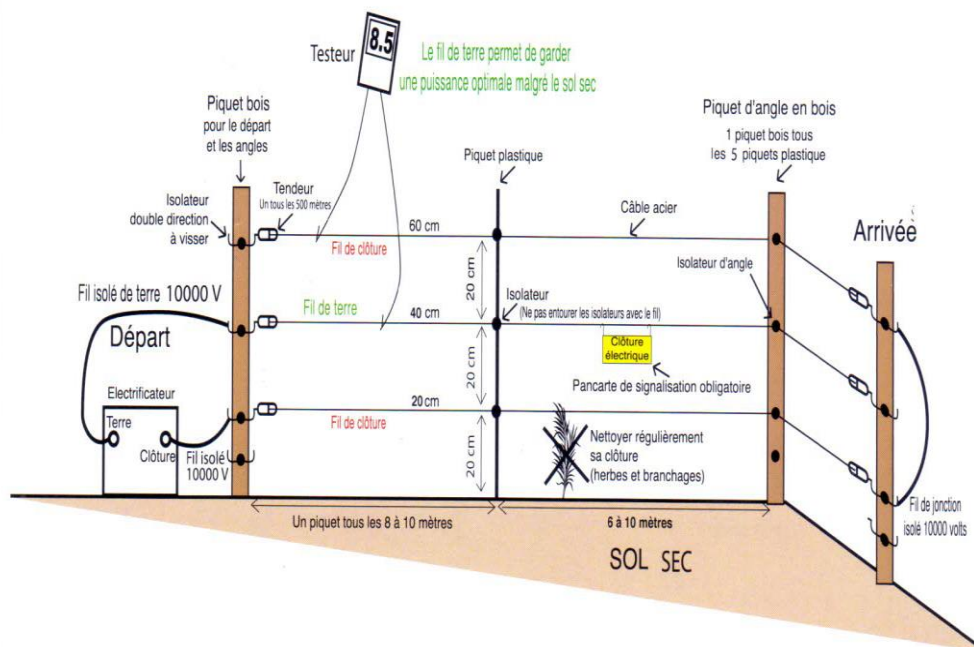 8.5
Testeur
Le fil de terre permet de garder
une puissance optimale malgré le sol sec
Piquet bois
pour le départ
et les angles
Piquet d'angle en bois
1 piquet bois tous
les 5 piquets plastique
Piquet plastique
Isolateur
double direction
à visser
Tendeur
Un tous les 500 mètres
60 cm
Câble acier
Arrivéè
Fil de clôture
20 cm
Isolateur d'angle
Fil isolé de terre 10000 V
Fil de terre
40 cm
Isolateur
(Ne pas entourer les isolateurs avec le fil)
Départ
Clôture
électrique
20 cm
Pancarte de signalisation obligatoire
Electrificateur
Terre
Clôture
20 cm
Fil de clôture
Fil isolé
10000 V
20 cm
Nettoyer régulièrement
sa clôture
(herbes et branchages)
Fil de jonction
isolé 10000 volts
Un piquet tous les 8 à 10 mètres
6 à 10 mètres
SOL SEC